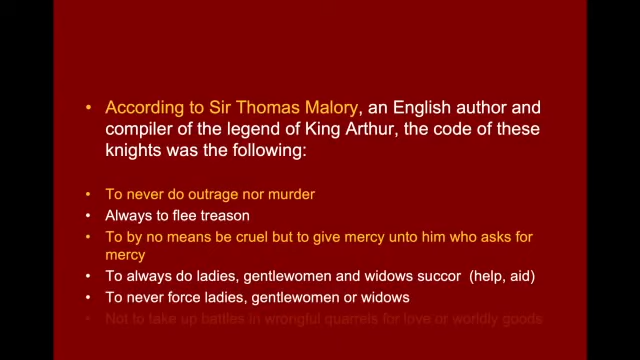 • According to Sir Thomas Malory, an English author and
compiler of the legend of King Arthur, the code of these
knights was the following:
• To never do outrage nor murder
• Always to flee treason
• To by no means be cruel but to give mercy unto him who asks for
mercy
• To always do ladies, gentlewomen and widows succor (help, aid)
• To never force ladies, gentlewomen or widows
• Not to take up battles in wrongful quarrels for love or worldly goods